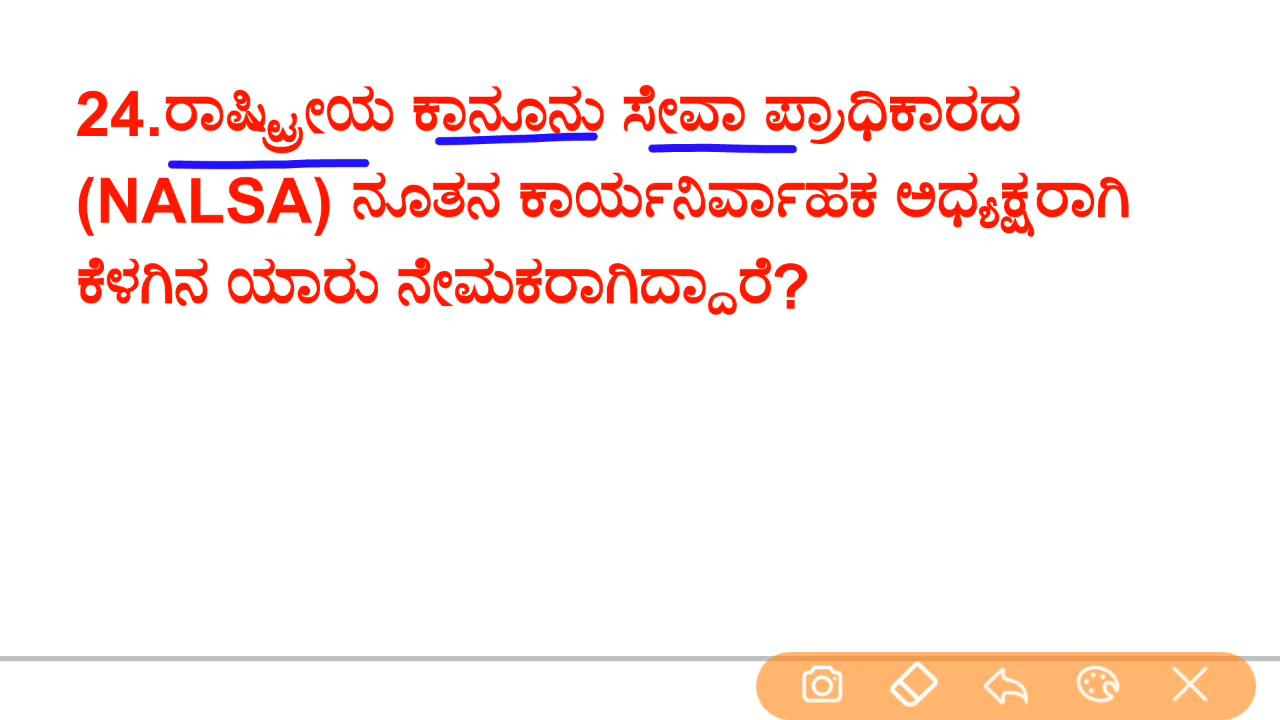 24.ರಾಷ್ಟ್ರೀಯ ಕಾನೂನು ಸೇವಾ ಪ್ರಾಧಿಕಾರದ
(NALSA) ನೂತನ ಕಾರ್ಯನಿರ್ವಾಹಕ ಅಧ್ಯಕ್ಷರಾಗಿ
ಕೆಳಗಿನ ಯಾರು ನೇಮಕರಾಗಿದ್ದಾರೆ?